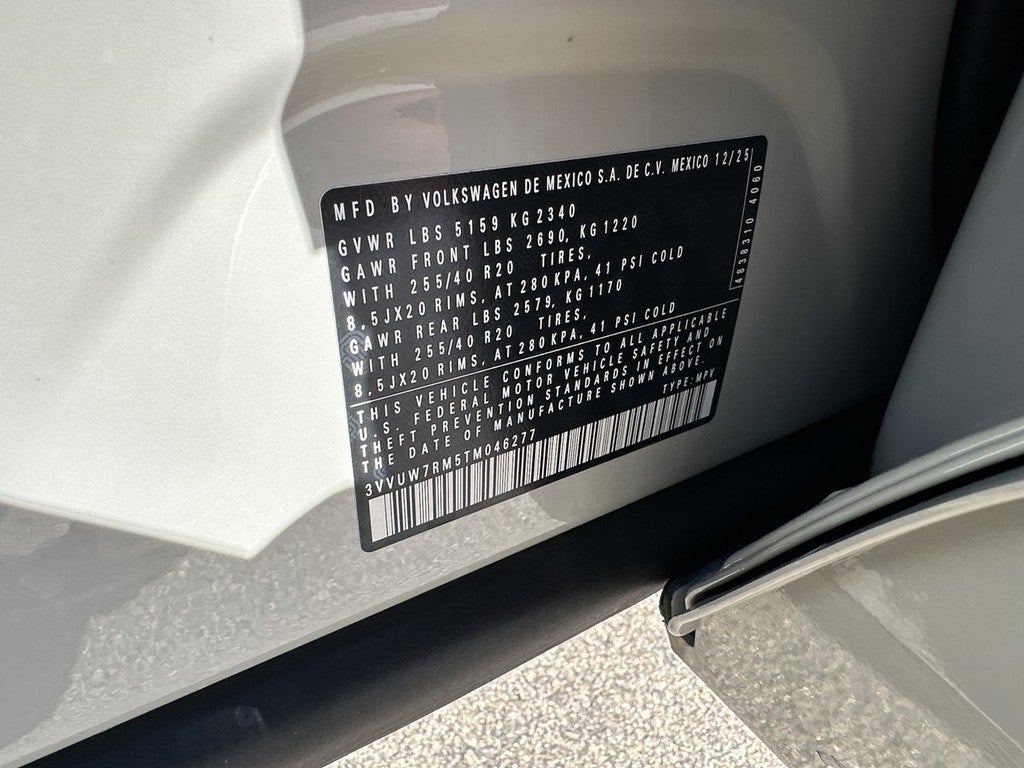 MFD BY VOLKSWAGEN DE MEXICO S.A. DE C.V. MEXICO 12/25
GVWR LBS 5159 KG 2340
GAWR FRONT LBS 2690, KG 1220
WITH 255/40 R20 TIRES,
8,5JX20 RIMS, AT 280 KPA, 41 PSI COLD
GAWR REAR LBS 2579, KG 1170
WITH 255/40 R20 TIRES.
8,5JX20 RIMS, AT 280 KPA, 41 PSI COLD
THIS VEHICLE CONFORMS TO ALL APPLICABLE
U.S. FEDERAL MOTOR VEHICLE SAFETY AND
THEFT PREVENTION STANDARDS IN EFFECT ON
THE DATE OF MANUFACTURE SHOWN ABOVE.
3VVUW7RM5TM046277
TYPE: MPV
4838310 4060